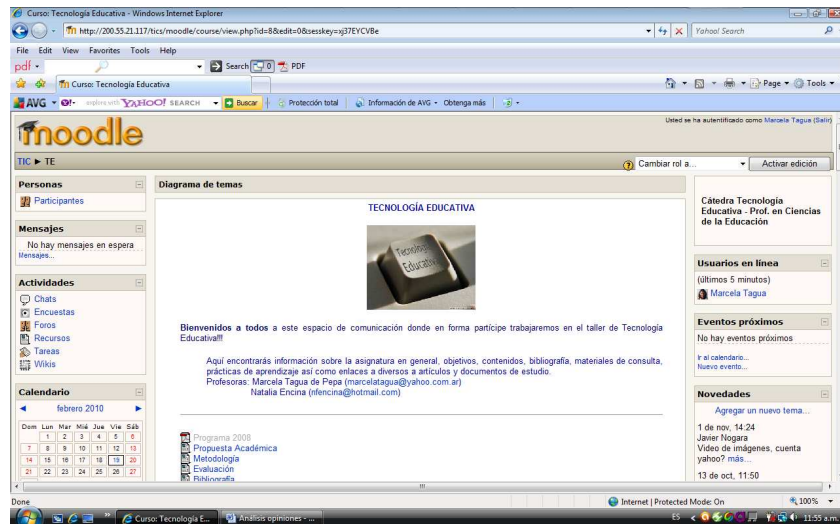 Curso: Tecnología Educativa - Windows Internet Explorer
http://200.55.21.117/tics/moodle/course/view.php?id=8&edit=0&sesskey=xj37EYCVBe
Yahoo! Search
File Edit View Favorites Tools Help
pdf Search 0 PDF
Curso: Tecnología Educativa
Page Tools
AVG YAHOO! SEARCH Buscar Protección total Información de AVG Obtenga más
moodle
Usted se ha autentificado como Marcela Tagua (Salir)
TIC ► TE
Cambiar rol a...
Activar edición
Personas
Participantes
Mensajes
No hay mensajes en espera
Mensajes...
Actividades
Chats
Encuestas
Foros
Recursos
Tareas
Wikis
Calendario
febrero 2010
Dom Lun Mar Mié Jue Vie Sáb
1 2 3 4 5 6
7 8 9 10 11 12 13
14 15 16 17 18 19 20
21 22 23 24 25 26 27
Diagrama de temas
TECNOLOGÍA EDUCATIVA
Tecnología
Educativ
Bienvenidos a todos a este espacio de comunicación donde en forma partícipe trabajaremos en el taller de Tecnología
Educativa!!!
Aquí encontrarás información sobre la asignatura en general, objetivos, contenidos, bibliografía, materiales de consulta,
prácticas de aprendizaje así como enlaces a diversos a artículos y documentos de estudio.
Profesoras: Marcela Tagua de Pepa (marcelatagua@yahoo.com.ar)
Natalia Encina (nfencina@hotmail.com)
Programa 2008
Propuesta Académica
Metodología
Evaluación
Bibliografía
Cátedra Tecnología
Educativa - Prof. en Ciencias
de la Educación
Usuarios en línea
(últimos 5 minutos)
Marcela Tagua
Eventos próximos
No hay eventos próximos
Ir al calendario...
Nuevo evento...
Novedades
Agregar un nuevo tema...
1 de nov, 14:24
Javier Nogara
Video de imágenes, cuenta
yahoo? más...
13 de oct, 11:50
Done
Internet | Protected Mode: On
100%
Curso: Tecnología E...
Análisis opiniones - ...
ES
11:55 a.m.